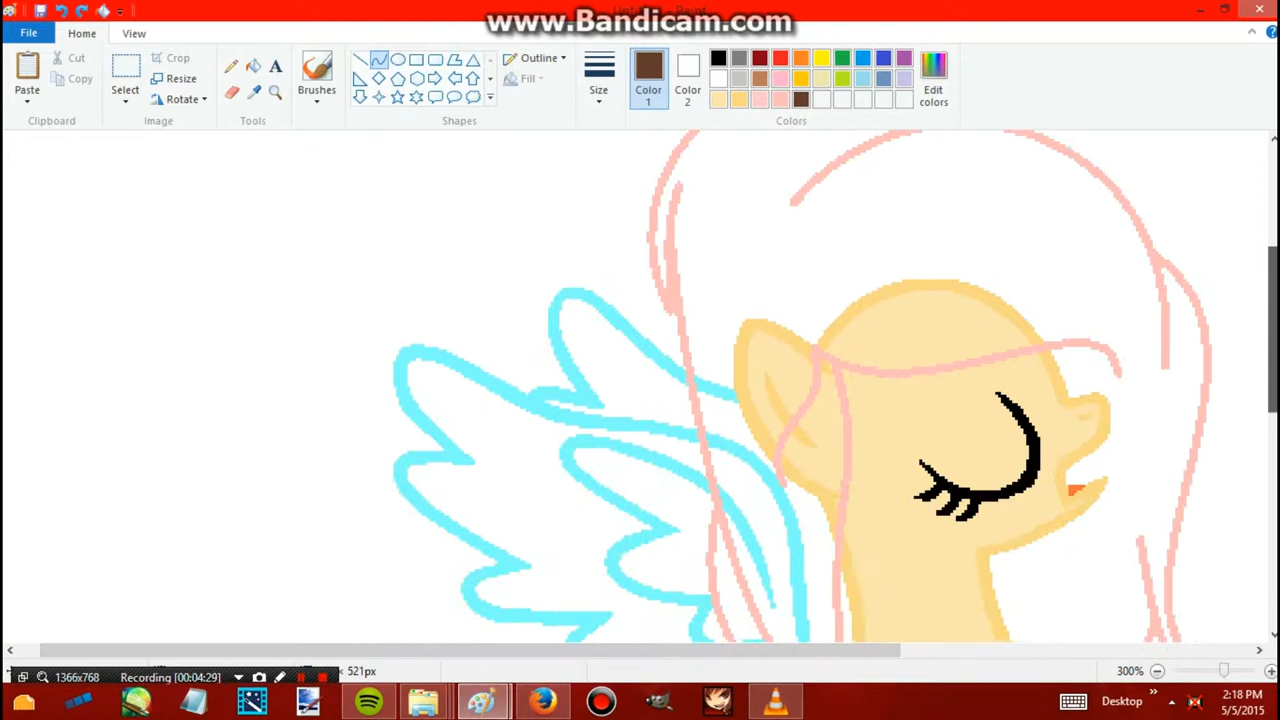 www.Bandicam.com
File
Home
View
Paste
Cut
Copy
Clipboard
Select
Crop
Resize
Rotate
Image
Tools
Brushes
Shapes
Outline
Fill
Size
Color 1
Color 2
Edit colors
Colors
521px
300%
1366x768
Recording [00:04:29]
Desktop
2:18 PM
5/5/2015